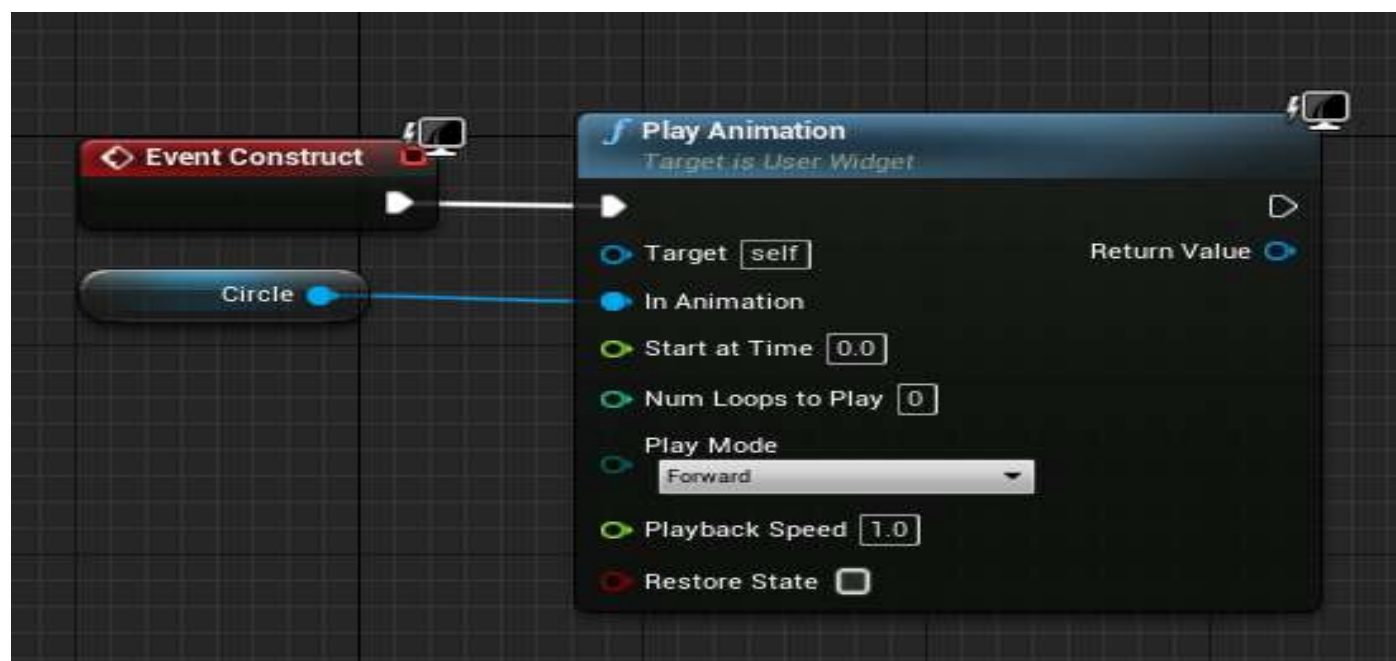 Event Construct
Play Animation
Target is User Widget
Target self
Return Value
Circle
In Animation
Start at Time 0.0
Num Loops to Play 0
Play Mode
Forward
Playback Speed 1.0
Restore State